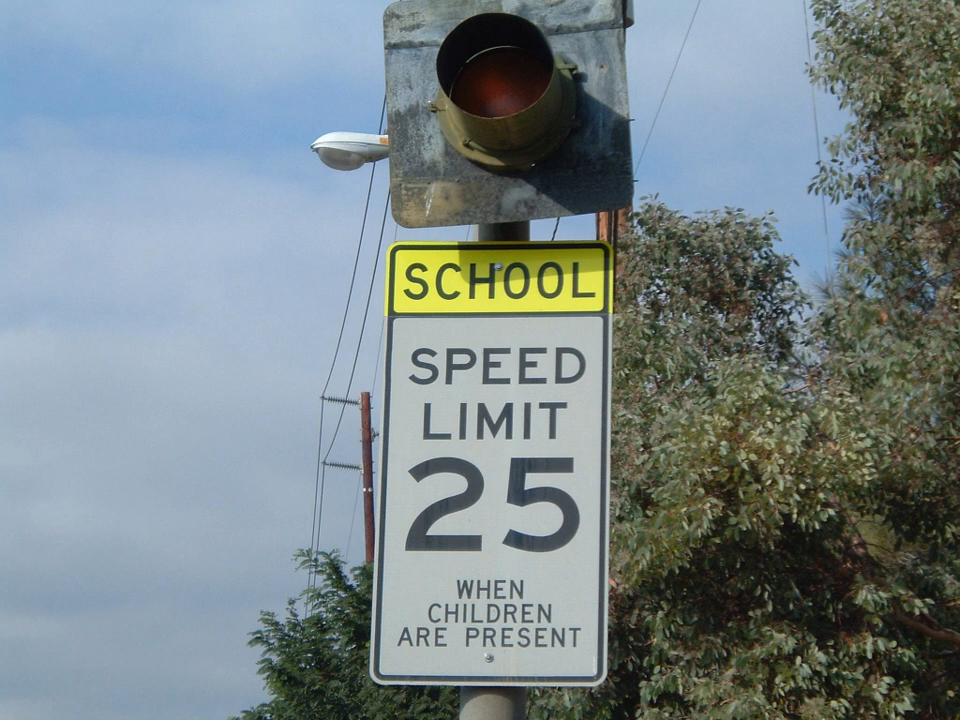 SCHOOL
SPEED
LIMIT
25
WHEN
CHILDREN
ARE PRESENT